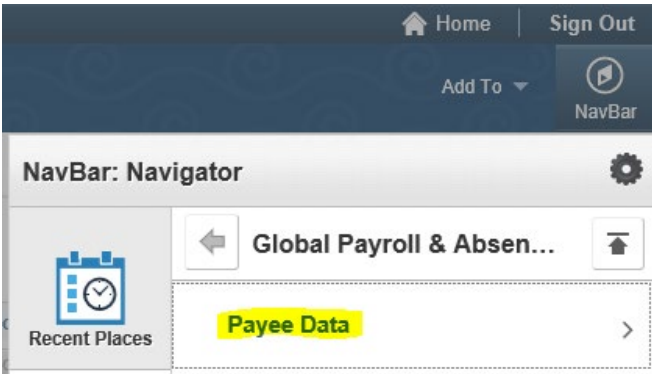 Home
Sign Out
Add To
NavBar
NavBar: Navigator
Global Payroll & Absen...
Recent Places
Payee Data